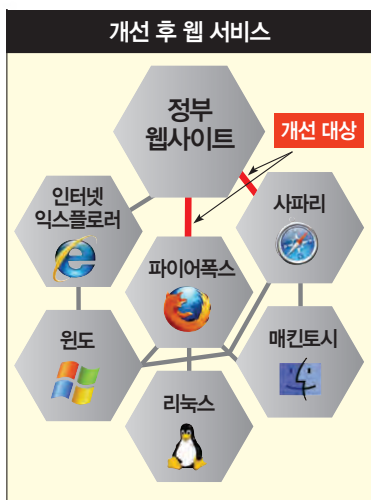 개선 후 웹 서비스
정부
웹사이트
개선 대상
인터넷
익스플로러
사파리
파이어폭스
윈도
매킨토시
리눅스